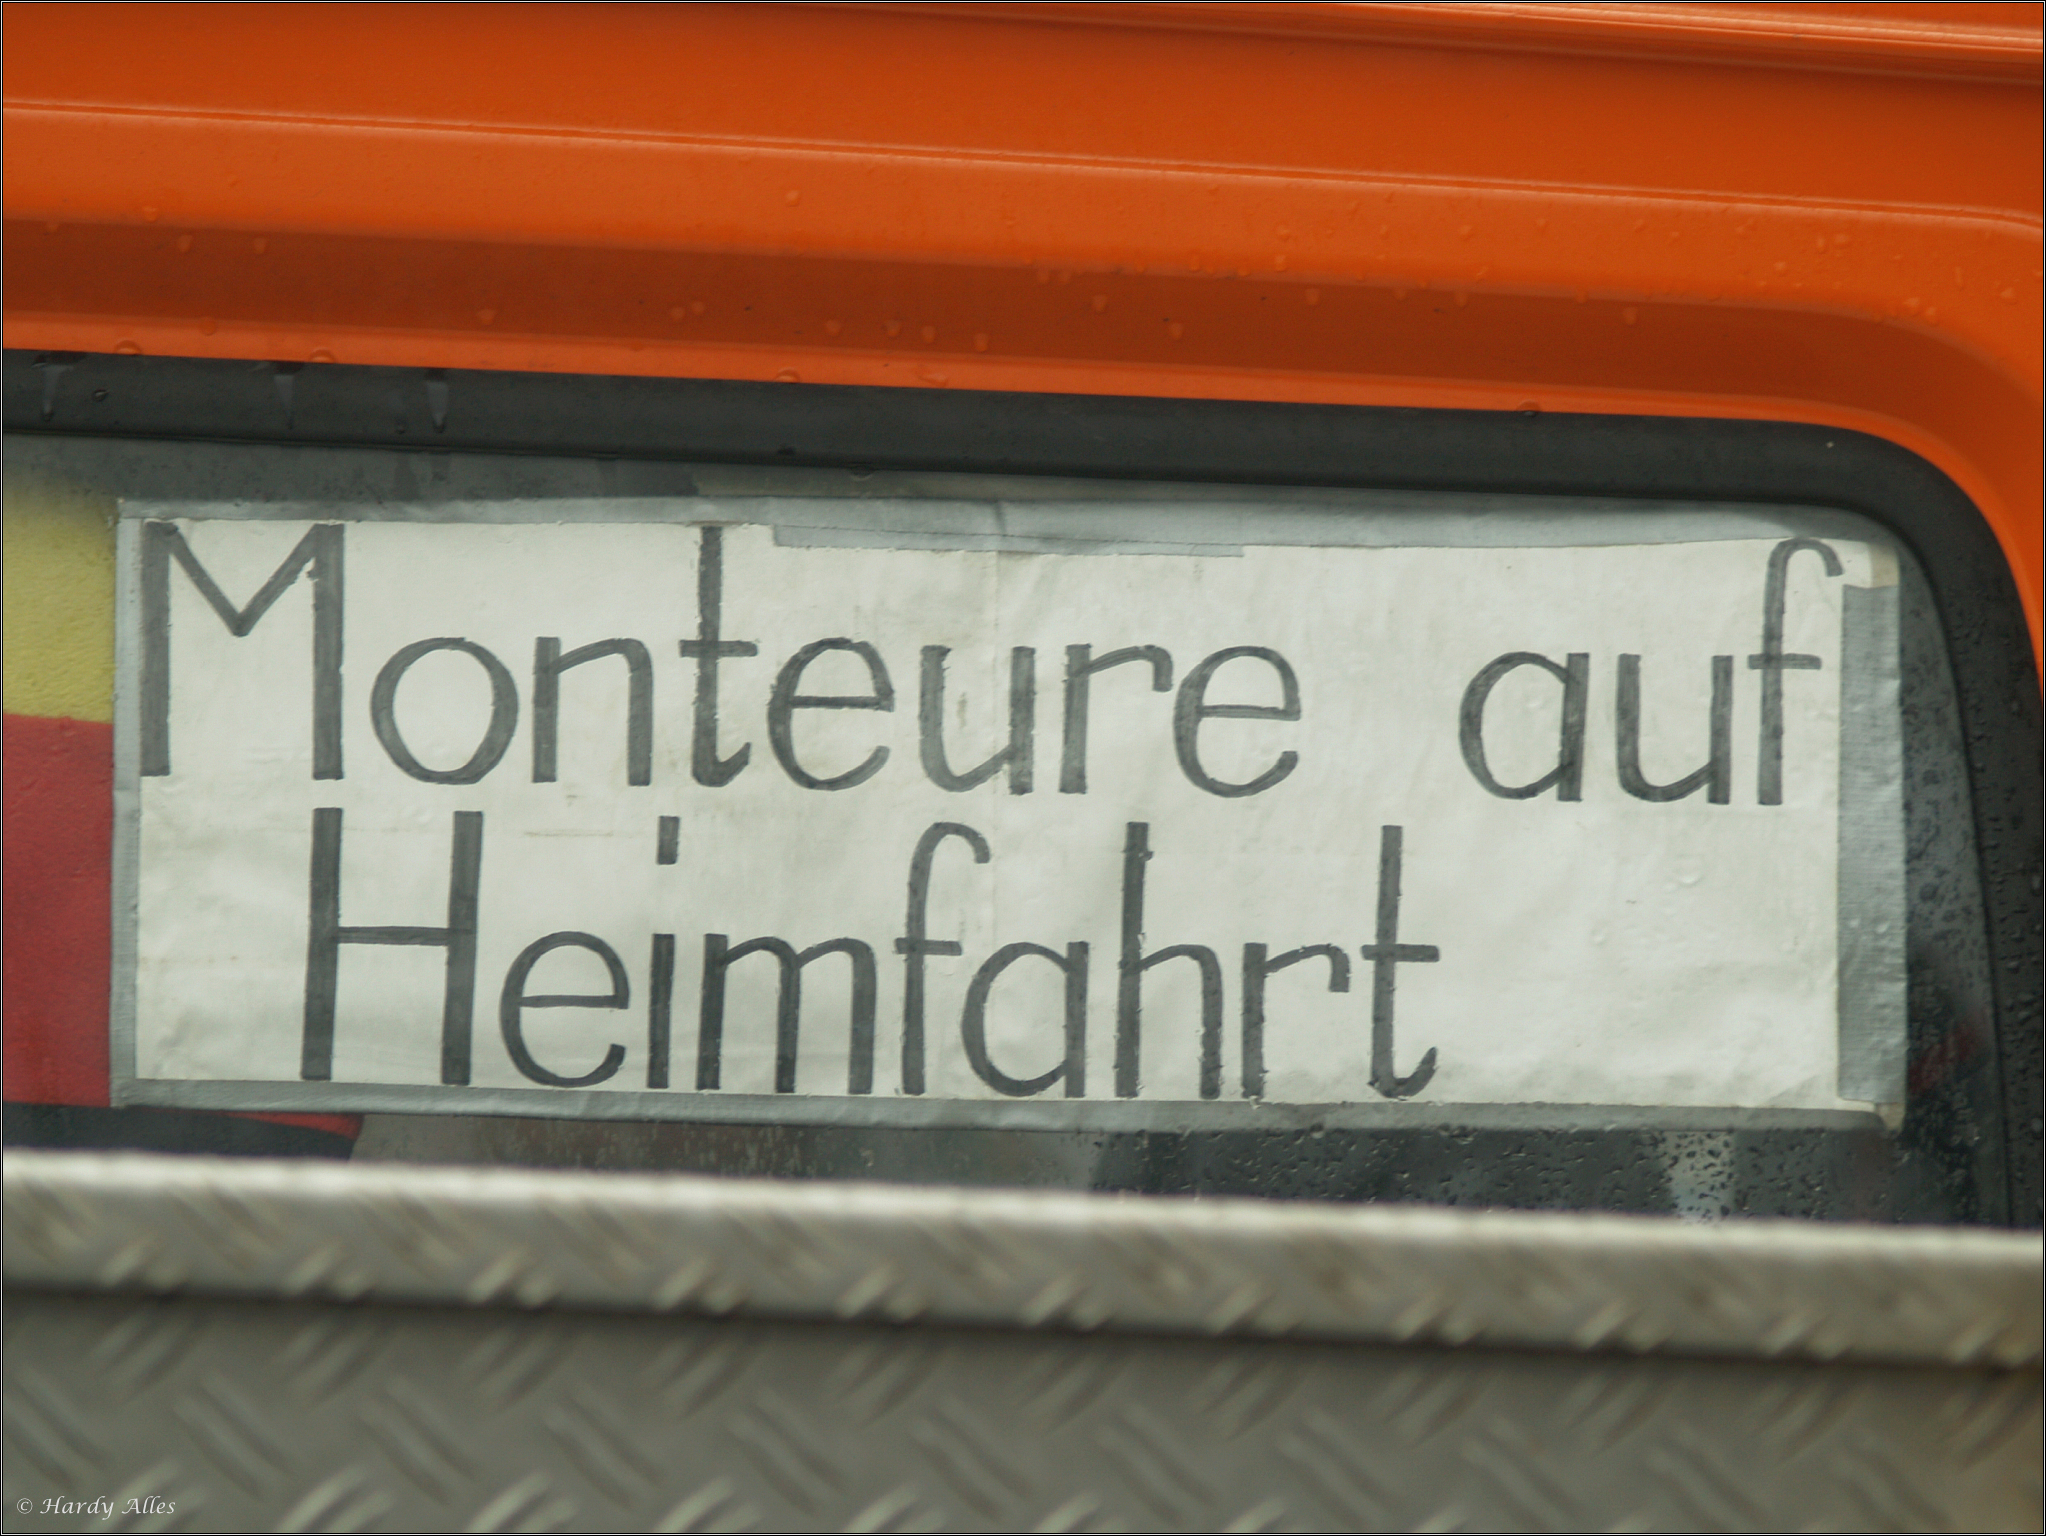 Monteure auf
Heimfahrt
© Hardy Alles